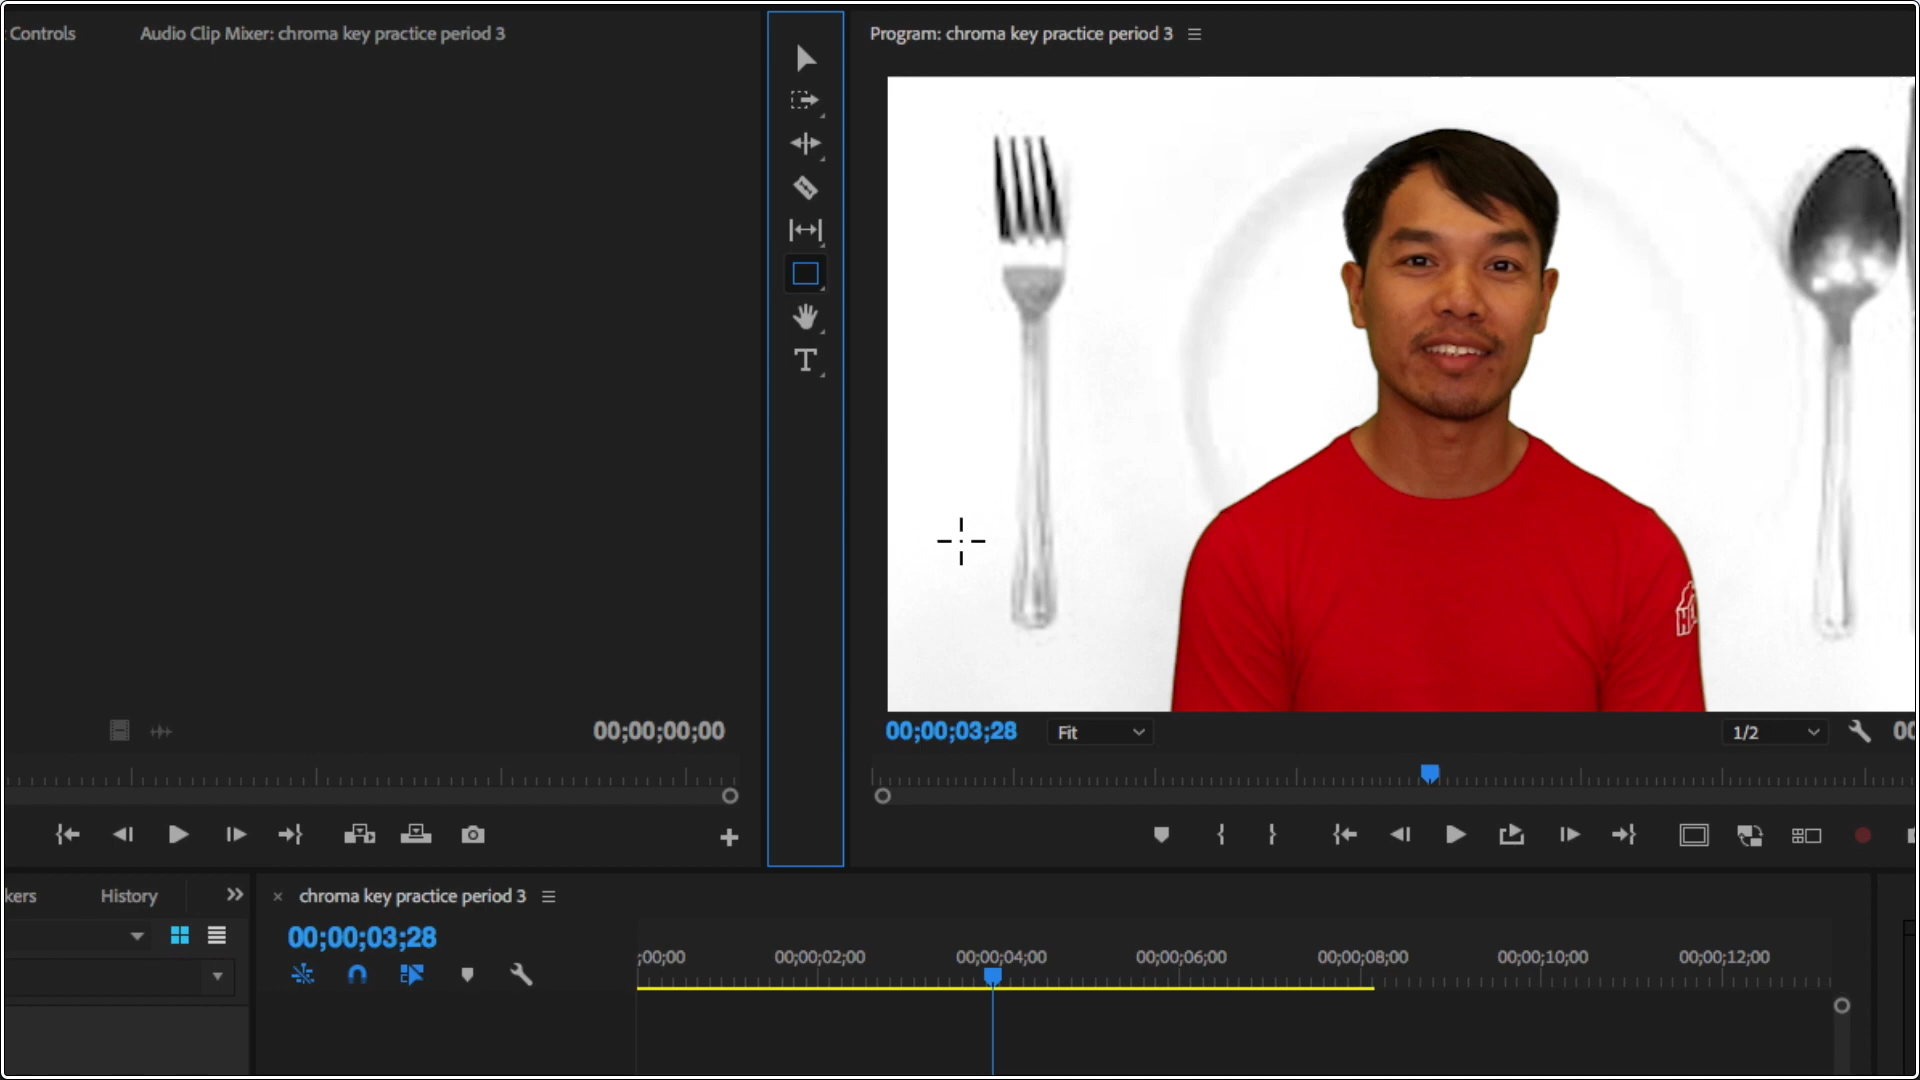 Controls
Audio Clip Mixer: chroma key practice period 3
Program: chroma key practice period 3
T
00;00;00;00
00;00;03;28
Fit
1/2
00
kers
History
chroma key practice period 3
00;00;03;28
;00;00
00;00;02;00
00;00;04;00
00;00;06;00
00;00;08;00
00;00;10;00
00;00;12;00